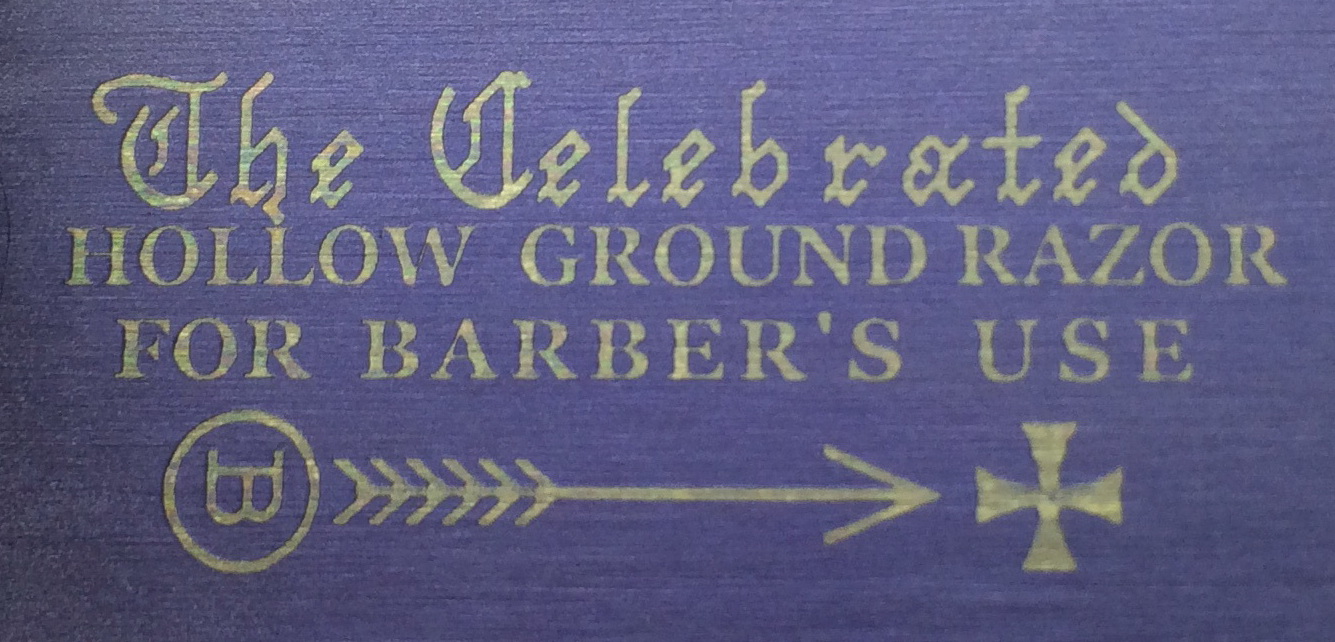 The Celebrated
HOLLOW GROUND RAZOR
FOR BARBER'S USE
B